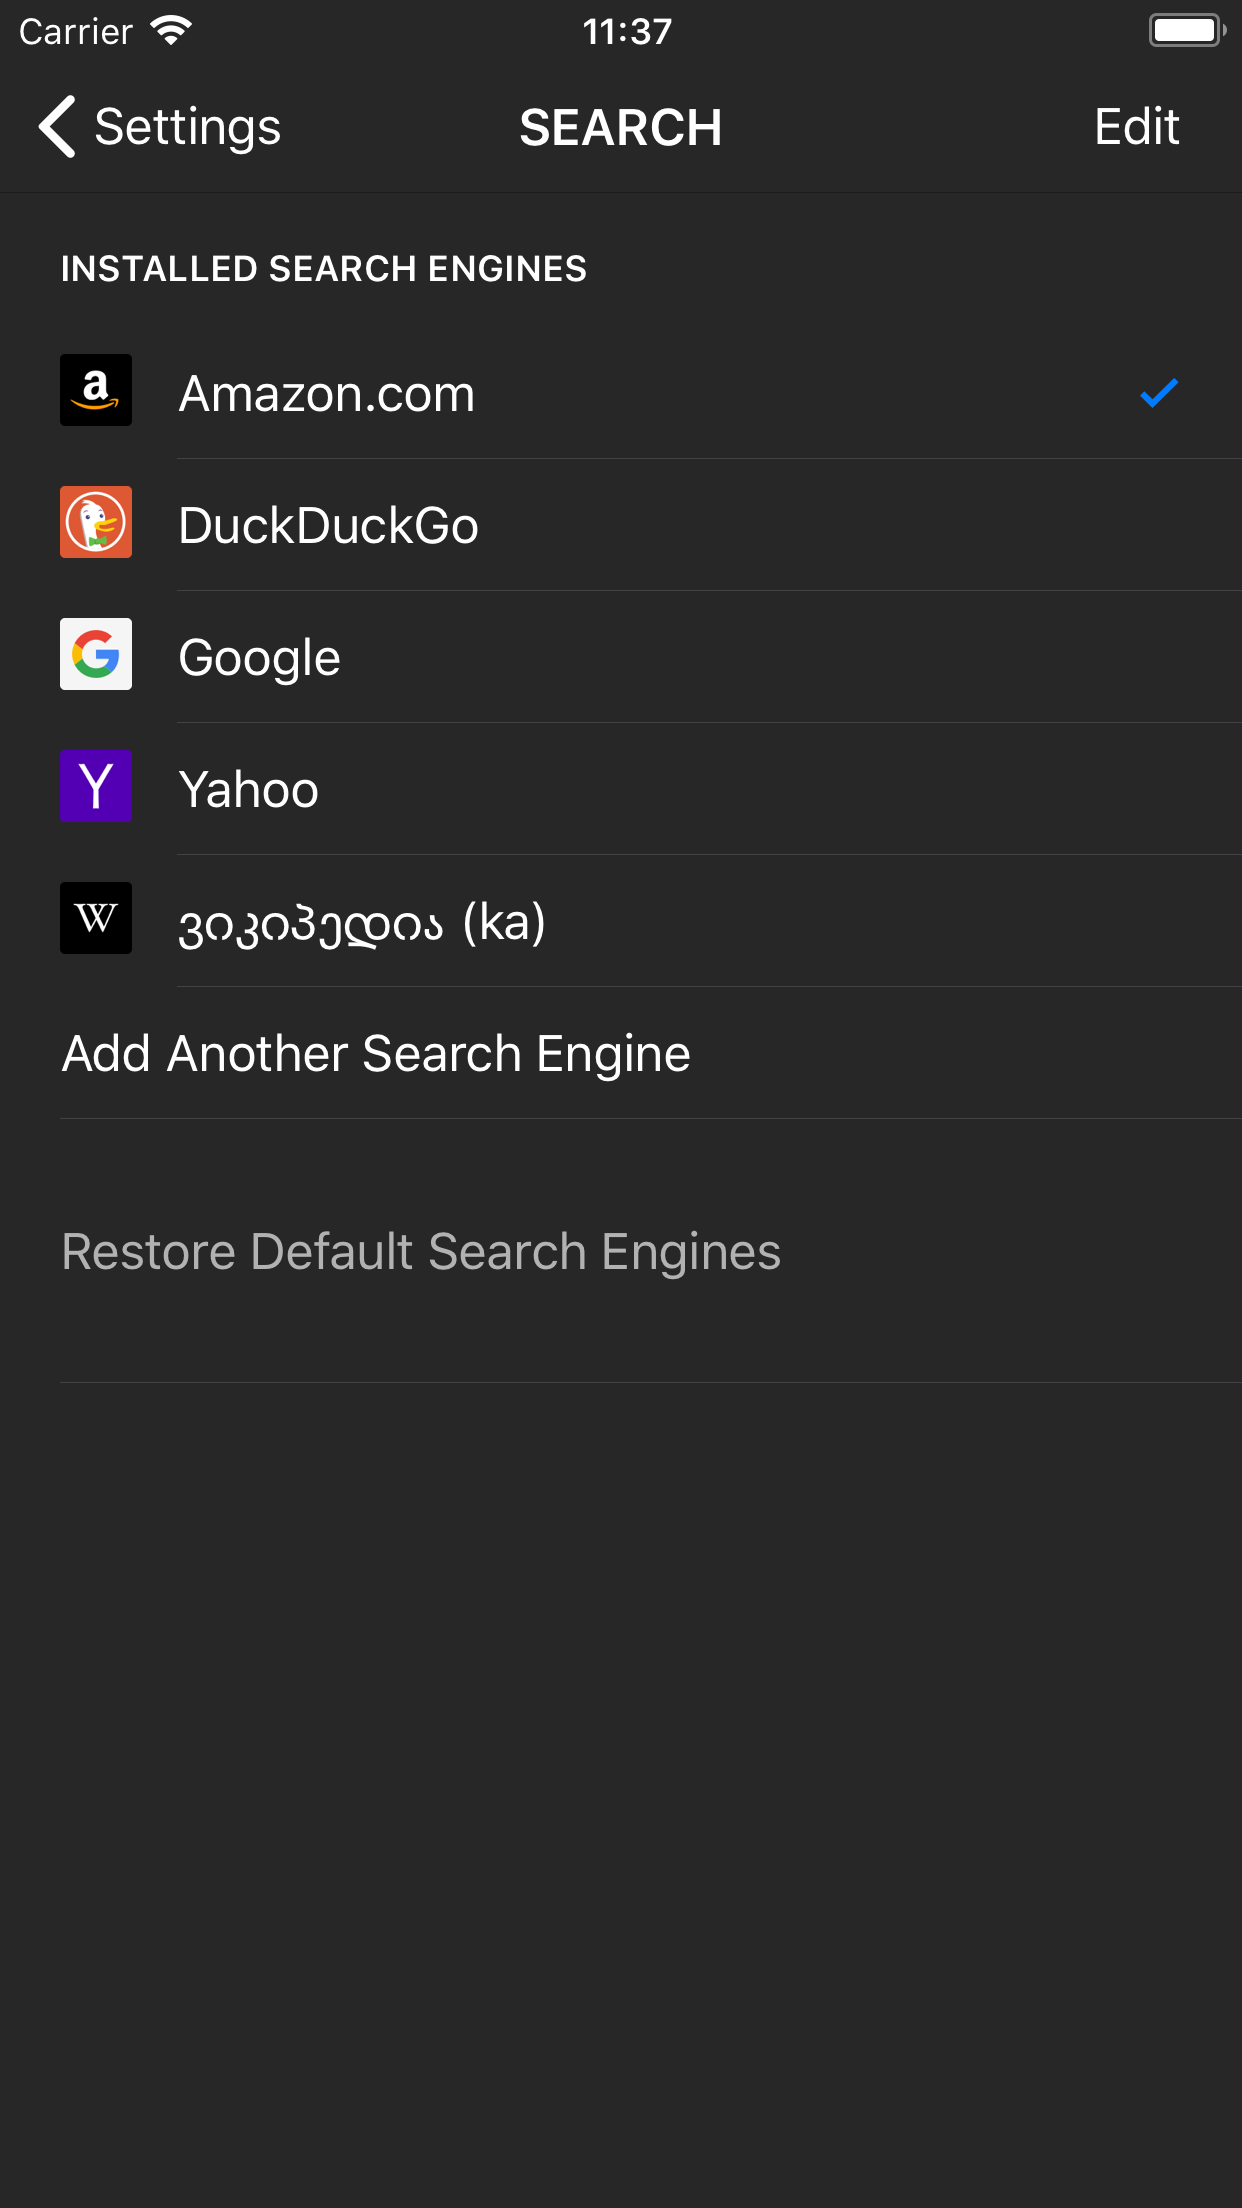 Carrier 11:37
Settings SEARCH Edit
INSTALLED SEARCH ENGINES
a Amazon.com
DuckDuckGo
G Google
Y Yahoo
W ვიკიპედია (ka)
Add Another Search Engine
Restore Default Search Engines